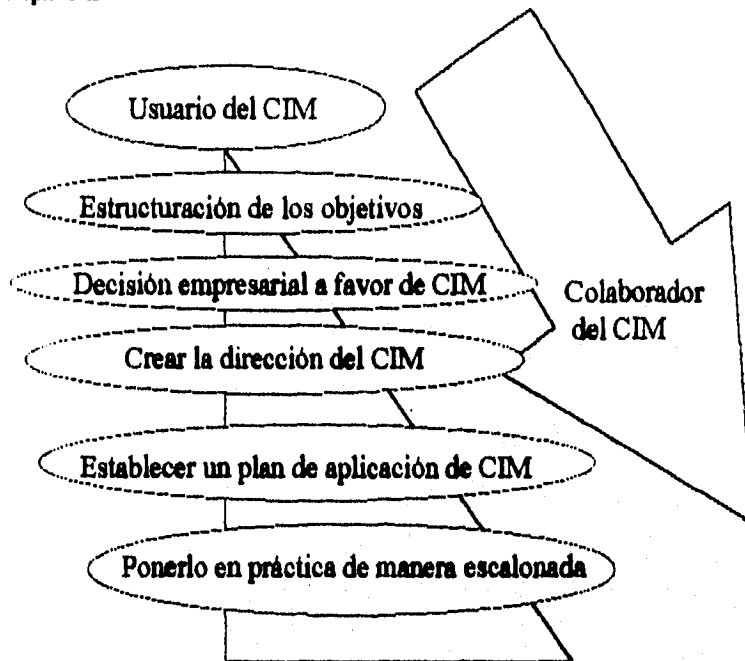 Usuario del CIM
Estructuración de los objetivos
Decisión empresarial a favor de CIM
Crear la dirección del CIM
Establecer un plan de aplicación de CIM
Ponerlo en práctica de manera escalonada
Colaborador
del CIM